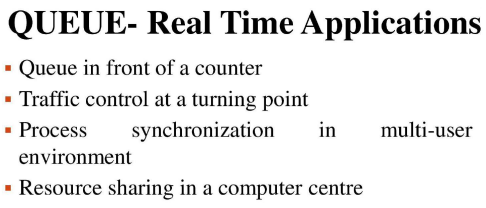 QUEUE- Real Time Applications
▪ Queue in front of a counter
▪ Traffic control at a turning point
▪ Process synchronization in multi-user
environment
▪ Resource sharing in a computer centre